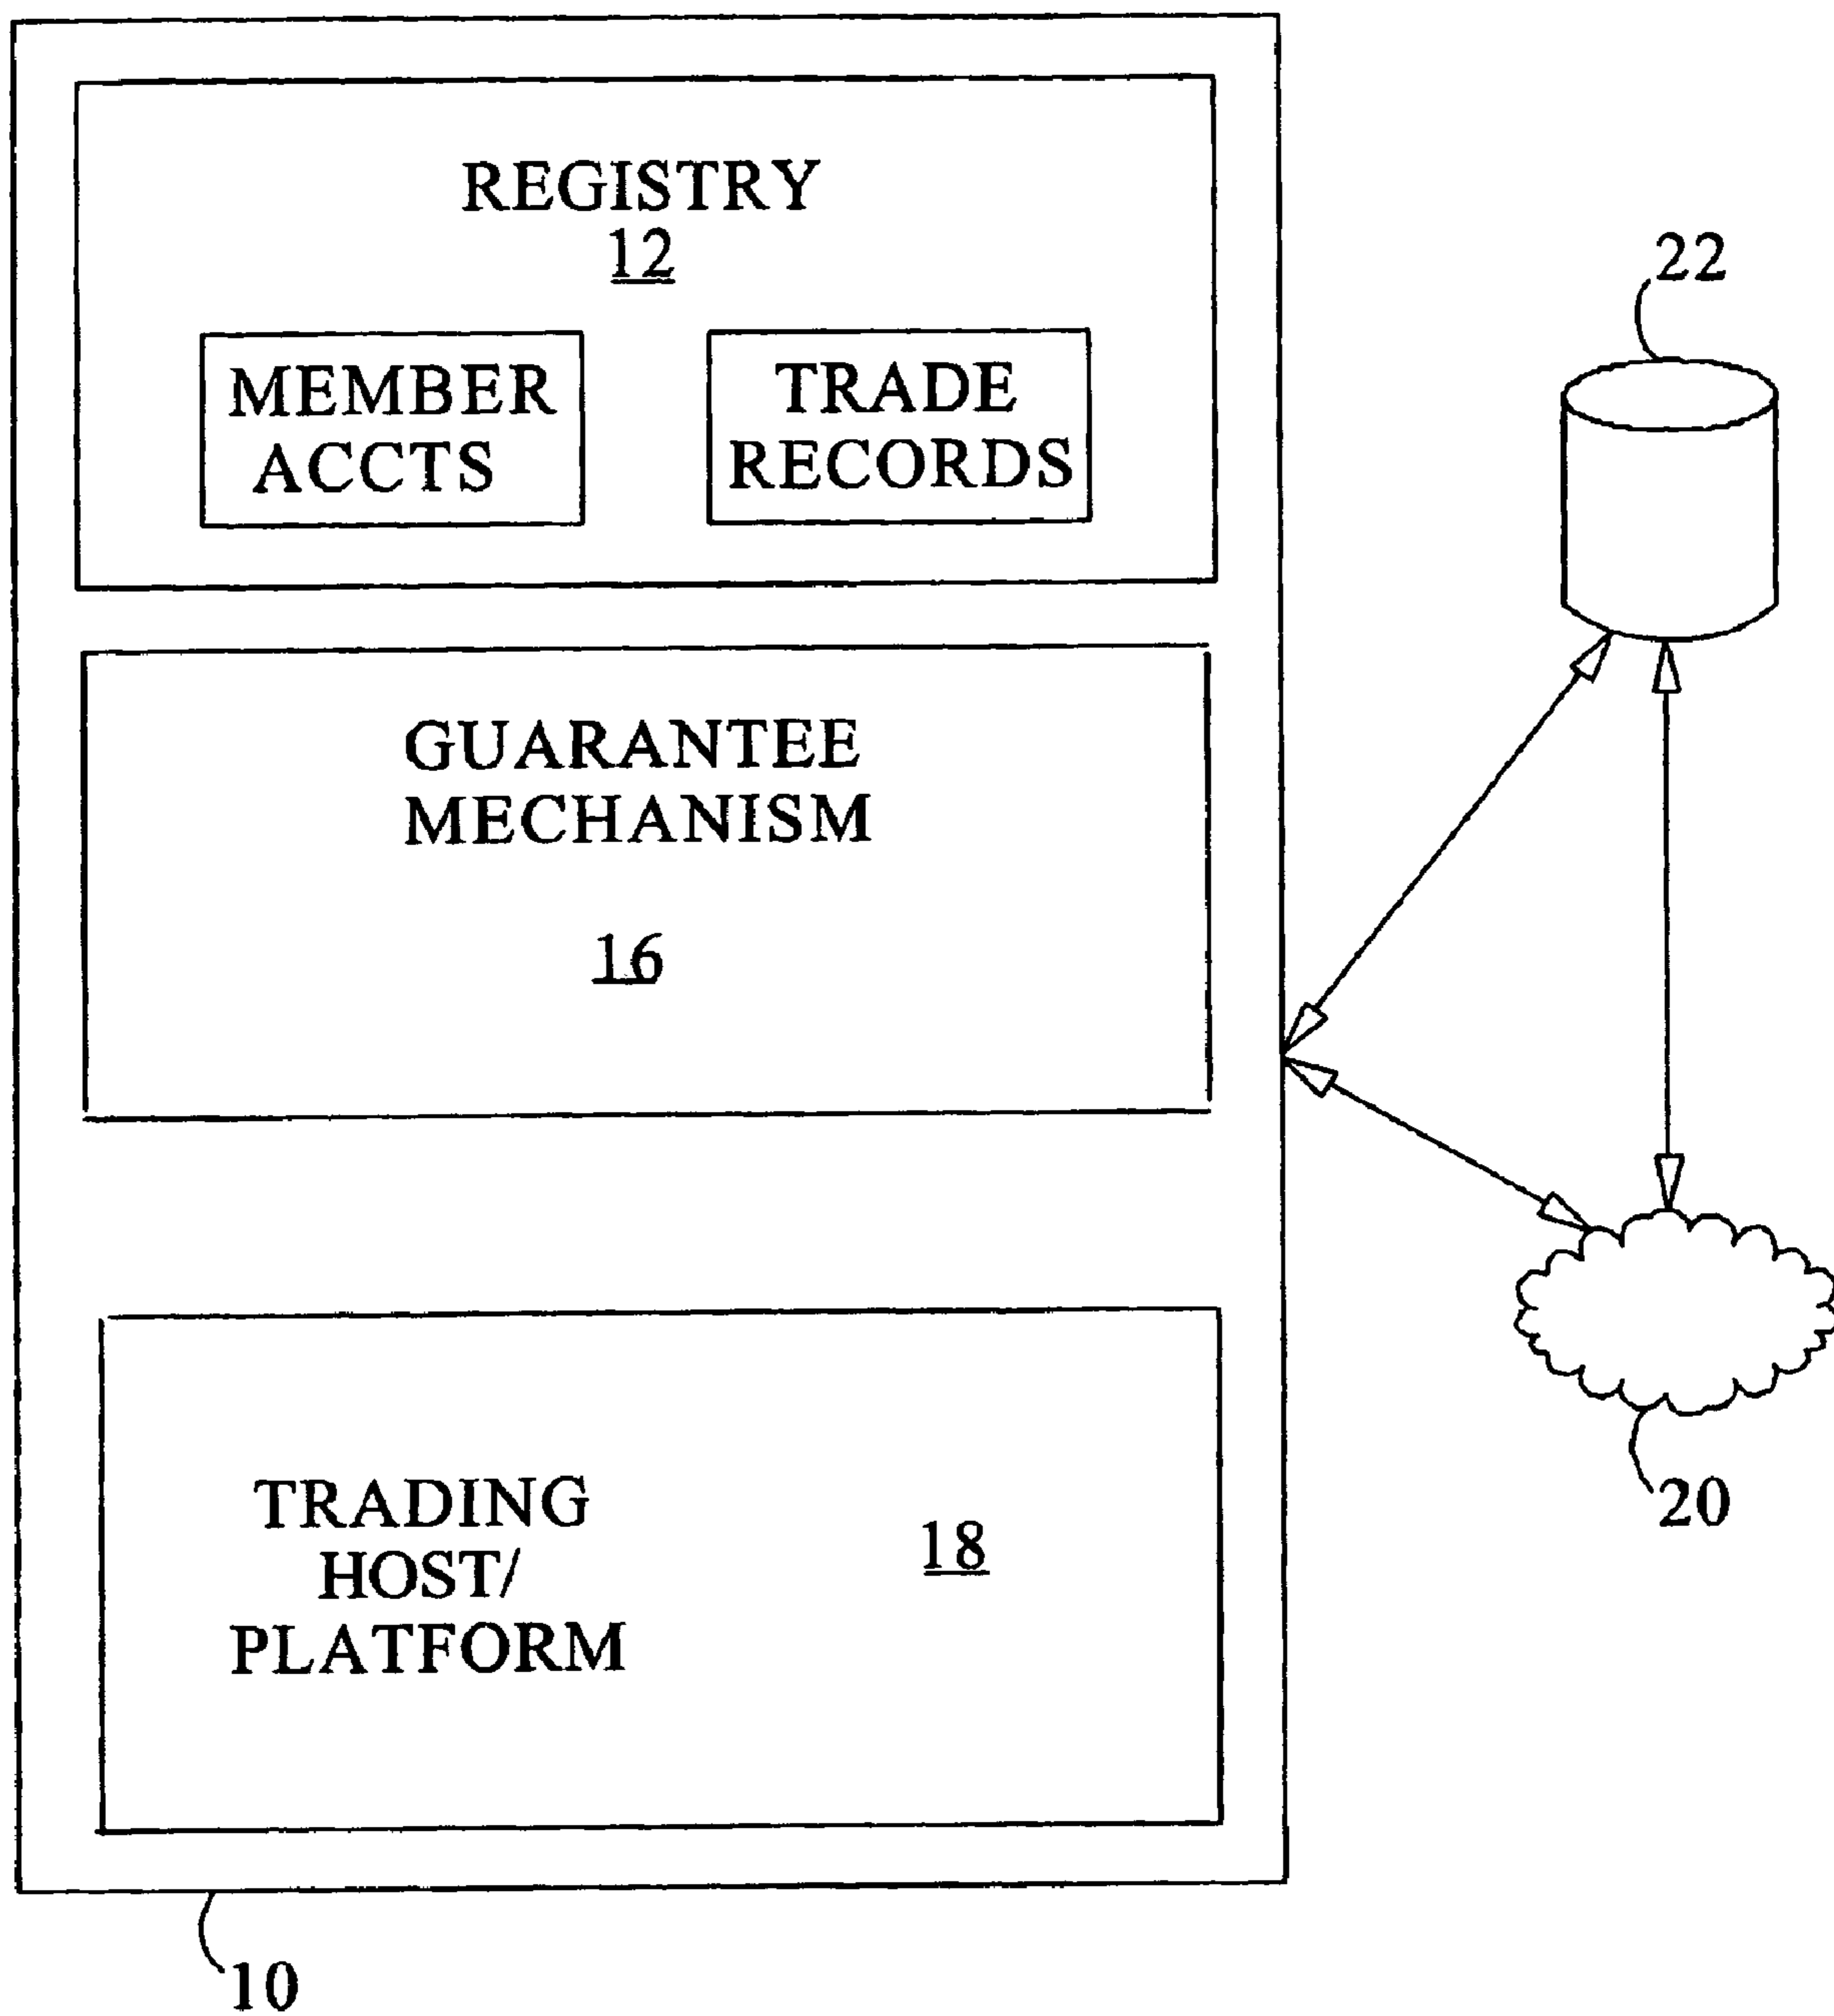 REGISTRY
12
MEMBER
ACCTS
TRADE
RECORDS
GUARANTEE
MECHANISM
16
TRADING
HOST/
PLATFORM
18
22
20
10